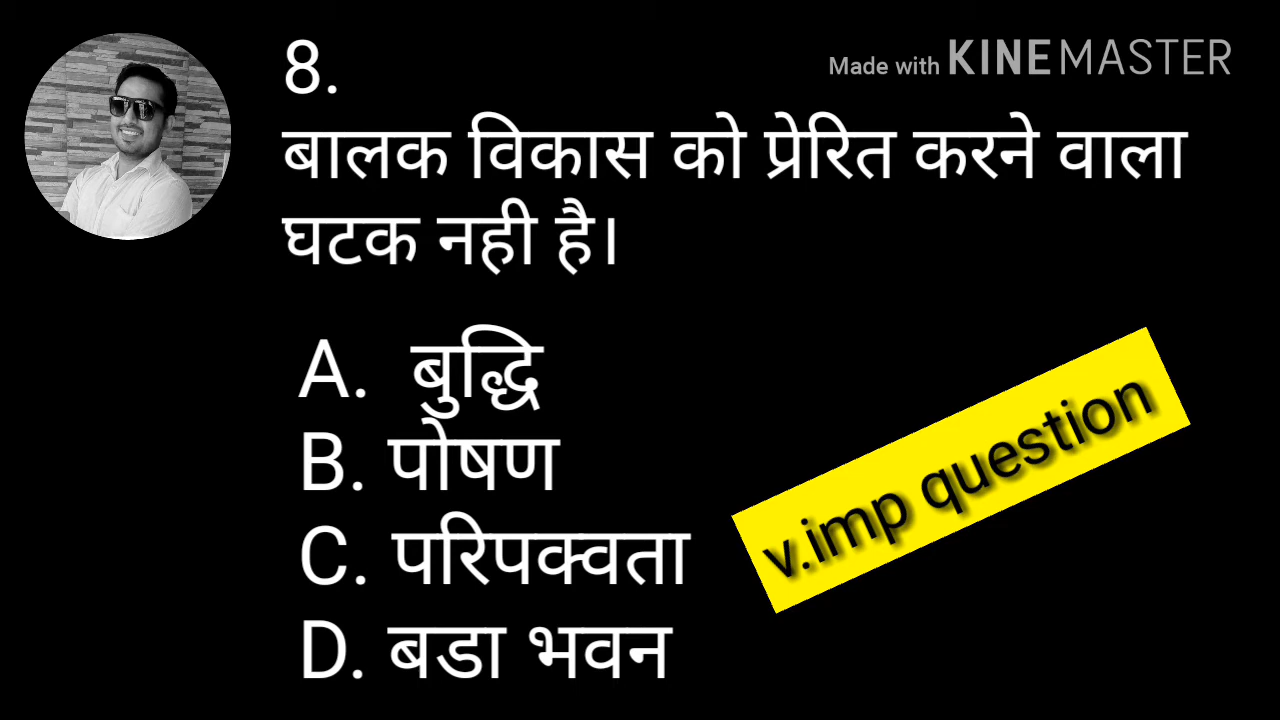 8.
Made with KINEMASTER
बालक विकास को प्रेरित करने वाला
घटक नही है।
A. बुद्धि
B. पोषण
C. परिपक्वता
D. बडा भवन
v.imp question